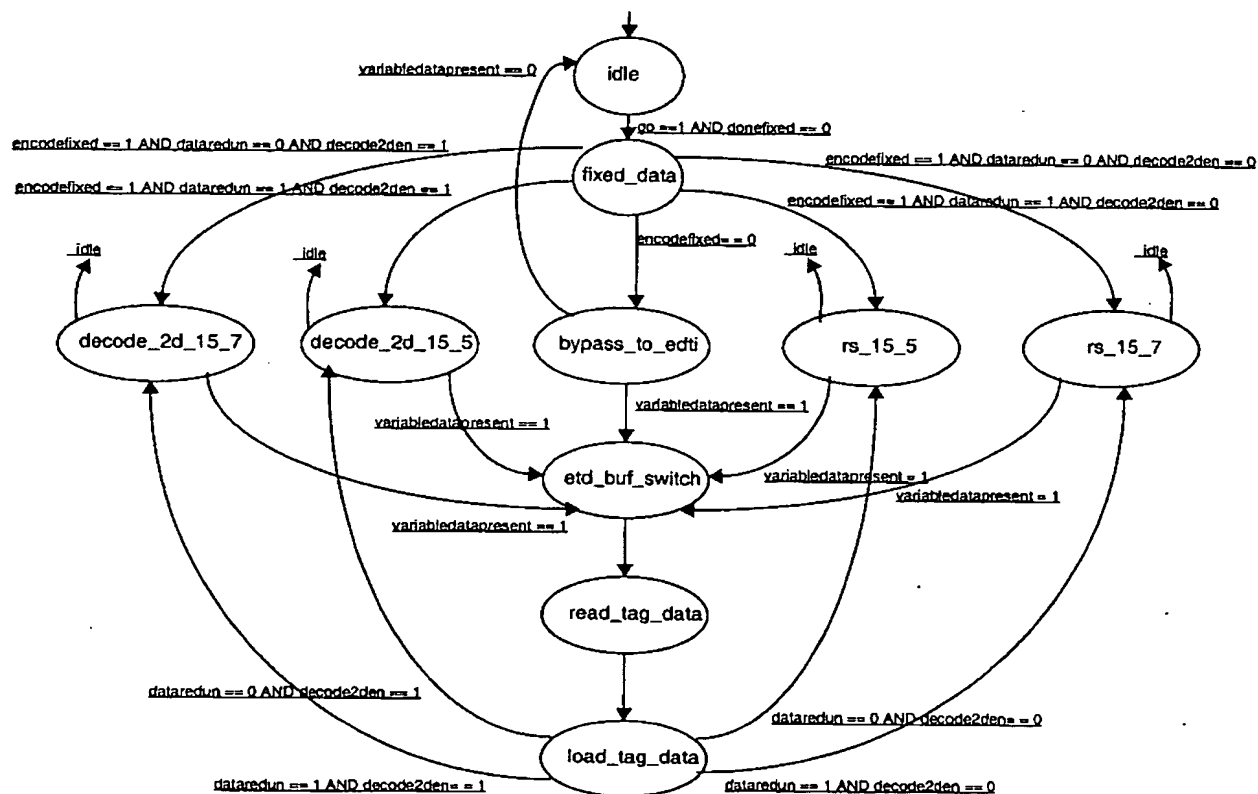 variabledatapresent == 0
idle
go ==1 AND donefixed == 0
encodefixed == 1 AND dataredun == 0 AND decode2den == 1
encodefixed == 1 AND dataredun == 0 AND decode2den == 0
fixed_data
encodefixed == 1 AND dataredun == 1 AND decode2den == 1
encodefixed == 1 AND dataredun == 1 AND decode2den == 0
encodefixed== 0
_idle
_idle
_idle
_idle
decode_2d_15_7
decode_2d_15_5
bypass_to_edti
rs_15_5
rs_15_7
variabledatapresent == 1
variabledatapresent == 1
etd_buf_switch
variabledatapresent = 1
variabledatapresent = 1
variabledatapresent == 1
read_tag_data
dataredun == 0 AND decode2den == 1
dataredun == 0 AND decode2den= = 0
load_tag_data
dataredun == 1 AND decode2den= = 1
dataredun == 1 AND decode2den == 0